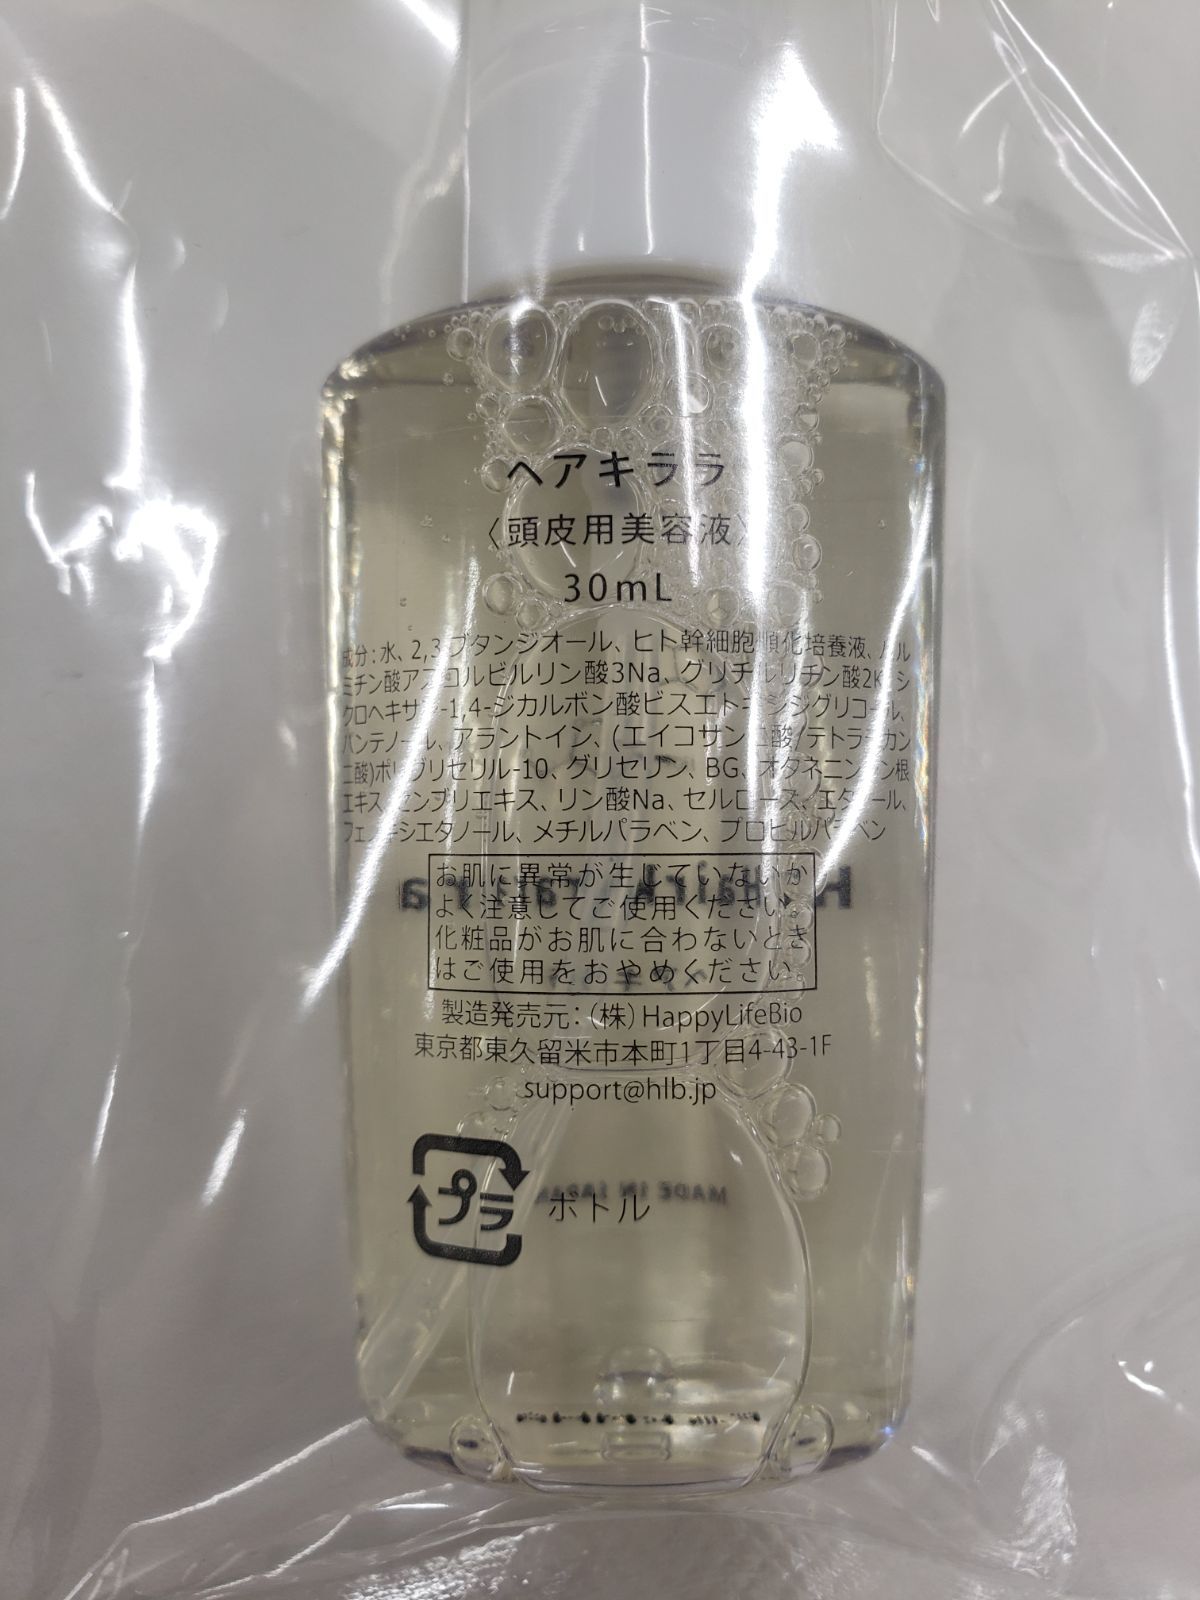 ヘアキララ
〈頭皮用美容液〉
30mL
成分：水、2,3-ブタンジオール、ヒト幹細胞順化培養液、パル
ミチン酸アスコルビルリン酸3Na、グリチルリチン酸2K、シ
クロヘキサン-1,4-ジカルボン酸ビスエトキシジグリコール、
パンテノール、アラントイン、(エイコサン二酸/テトラデカン
二酸)ポリグリセリル-10、グリセリン、BG、オタネニンジン根
エキス、センブリエキス、リン酸Na、セルロース、エタノール、
フェノキシエタノール、メチルパラベン、プロピルパラベン
お肌に異常が生じていないか
よく注意してご使用ください。
化粧品がお肌に合わないとき
はご使用をおやめください。
製造発売元：（株）HappyLifeBio
東京都東久留米市本町1丁目4-43-1F
support@hlb.jp
プラ ボトル
MADE IN JAPAN